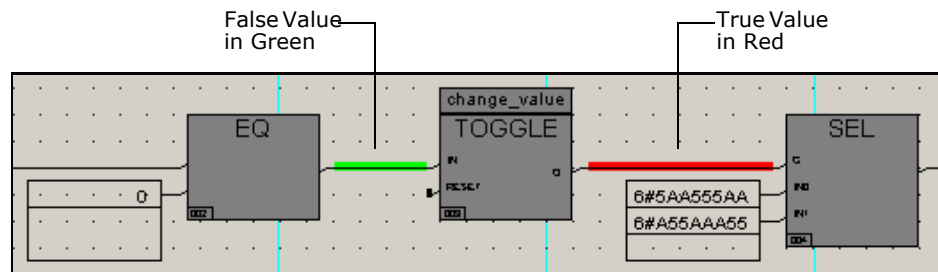 False Value
in Green
True Value
in Red
change_value
EQ
TOGGLE
SEL
IN
G
Q
0
RESET
6#5AA555AA
IN0
6#A55AAA55
IN1
002
003
004